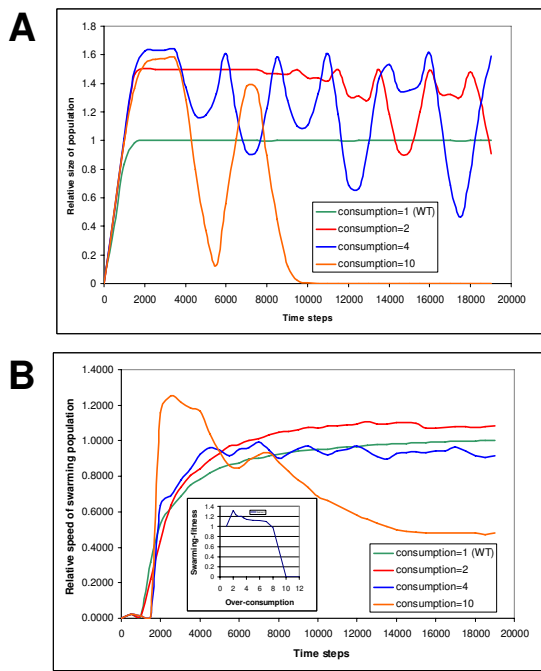 A
Relative size of population
1.8
1.6
1.4
1.2
1
0.8
0.6
0.4
0.2
0
0 2000 4000 6000 8000 10000 12000 14000 16000 18000 20000
Time steps
consumption=1 (WT)
consumption=2
consumption=4
consumption=10
B
Relative speed of swarming population
1.4000
1.2000
1.0000
0.8000
0.6000
0.4000
0.2000
0.0000
0 2000 4000 6000 8000 10000 12000 14000 16000 18000 20000
Time steps
Swarming-fitness
1.4
1.2
1
0.8
0.6
0.4
0.2
0
0 2 4 6 8 10 12
Over-consumption
consumption=1 (WT)
consumption=2
consumption=4
consumption=10